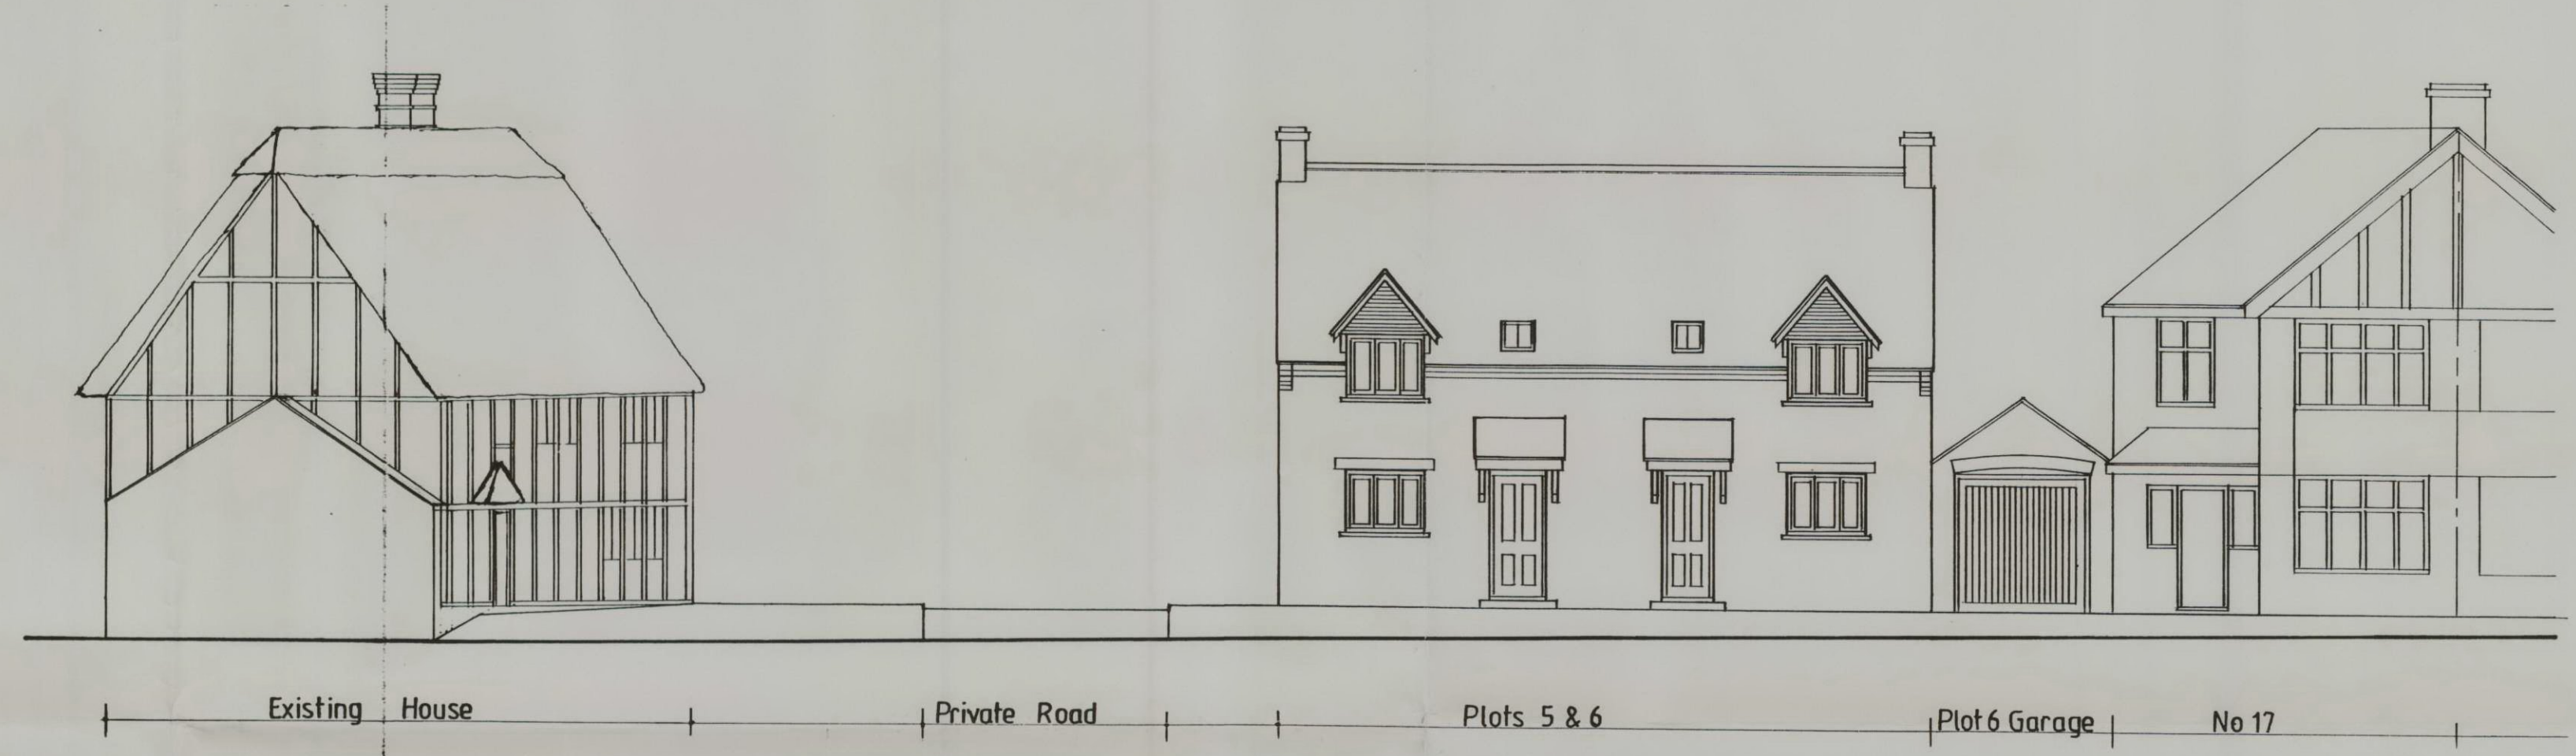 Existing House
Private Road
Plots 5 & 6
Plot 6 Garage
No 17